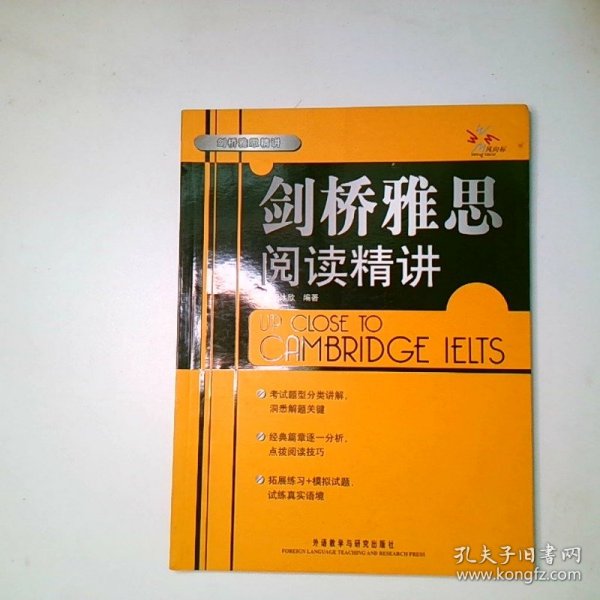 剑桥雅思精讲
风向标
剑桥雅思
阅读精讲
编著
UP CLOSE TO
CAMBRIDGE IELTS
考试题型分类讲解，
洞悉解题关键
经典篇章逐一分析，
点拨阅读技巧
拓展练习+模拟试题，
试练真实语境
外语教学与研究出版社
FOREIGN LANGUAGE TEACHING AND RESEARCH PRESS
孔夫子旧书网
www.kongfz.com